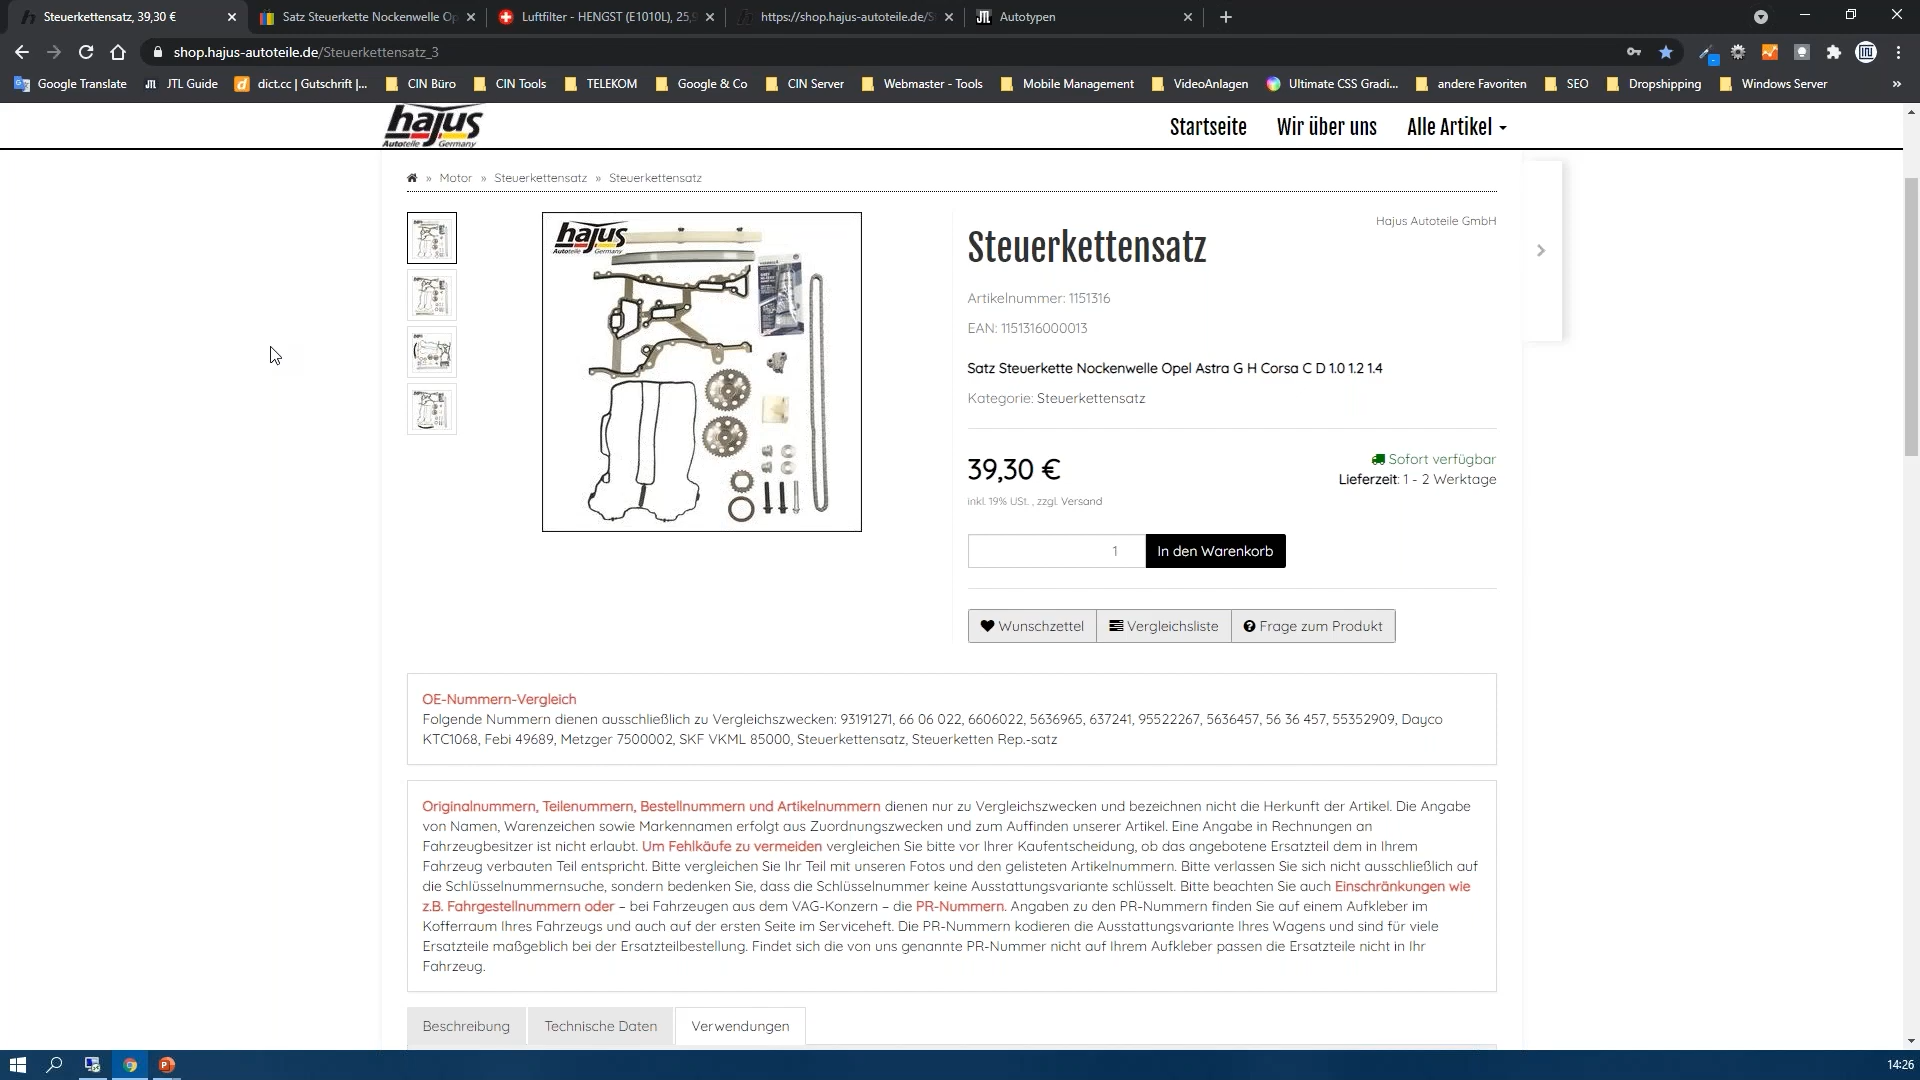 Steuerkettensatz, 39,30 €
Satz Steuerkette Nockenwelle Op
Luftfilter - HENGST (E1010L), 25,9
https://shop.hajus-autoteile.de/S
Autotypen
shop.hajus-autoteile.de/Steuerkettensatz_3
Google Translate
JTL Guide
dict.cc | Gutschrift |...
CIN Büro
CIN Tools
TELEKOM
Google & Co
CIN Server
Webmaster - Tools
Mobile Management
VideoAnlagen
Ultimate CSS Gradi...
andere Favoriten
SEO
Dropshipping
Windows Server
hajus
Autoteile Germany
Startseite
Wir über uns
Alle Artikel
» Motor » Steuerkettensatz » Steuerkettensatz
hajus
Autoteile Germany
Hajus Autoteile GmbH
Steuerkettensatz
Artikelnummer: 1151316
EAN: 1151316000013
Satz Steuerkette Nockenwelle Opel Astra G H Corsa C D 1.0 1.2 1.4
Kategorie: Steuerkettensatz
39,30 €
inkl. 19% USt. , zzgl. Versand
Sofort verfügbar
Lieferzeit: 1 - 2 Werktage
1
In den Warenkorb
Wunschzettel
Vergleichsliste
Frage zum Produkt
OE-Nummern-Vergleich
Folgende Nummern dienen ausschließlich zu Vergleichszwecken: 93191271, 66 06 022, 6606022, 5636965, 637241, 95522267, 5636457, 56 36 457, 55352909, Dayco
KTC1068, Febi 49689, Metzger 7500002, SKF VKML 85000, Steuerkettensatz, Steuerketten Rep.-satz
Originalnummern, Teilenummern, Bestellnummern und Artikelnummern dienen nur zu Vergleichszwecken und bezeichnen nicht die Herkunft der Artikel. Die Angabe
von Namen, Warenzeichen sowie Markennamen erfolgt aus Zuordnungszwecken und zum Auffinden unserer Artikel. Eine Angabe in Rechnungen an
Fahrzeugbesitzer ist nicht erlaubt. Um Fehlkäufe zu vermeiden vergleichen Sie bitte vor Ihrer Kaufentscheidung, ob das angebotene Ersatzteil dem in Ihrem
Fahrzeug verbauten Teil entspricht. Bitte vergleichen Sie Ihr Teil mit unseren Fotos und den gelisteten Artikelnummern. Bitte verlassen Sie sich nicht ausschließlich auf
die Schlüsselnummernsuche, sondern bedenken Sie, dass die Schlüsselnummer keine Ausstattungsvariante schlüsselt. Bitte beachten Sie auch Einschränkungen wie
z.B. Fahrgestellnummern oder – bei Fahrzeugen aus dem VAG-Konzern – die PR-Nummern. Angaben zu den PR-Nummern finden Sie auf einem Aufkleber im
Kofferraum Ihres Fahrzeugs und auch auf der ersten Seite im Serviceheft. Die PR-Nummern kodieren die Ausstattungsvariante Ihres Wagens und sind für viele
Ersatzteile maßgeblich bei der Ersatzteilbestellung. Findet sich die von uns genannte PR-Nummer nicht auf Ihrem Aufkleber passen die Ersatzteile nicht in Ihr
Fahrzeug.
Beschreibung
Technische Daten
Verwendungen
14:26